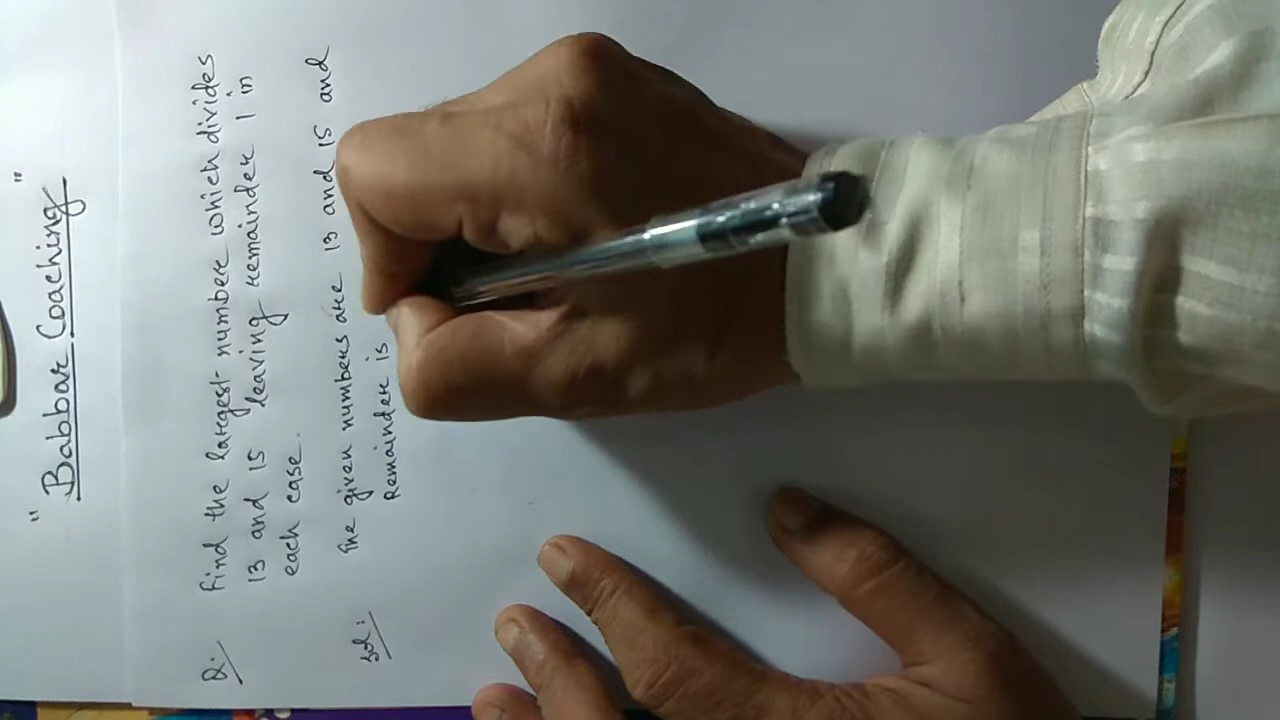 "Babbar Coaching"
Q:- Find the largest number which divides
13 and 15 leaving remainder 1 in
each case.
Sol:- The given numbers are 13 and 15 and
Remainder is